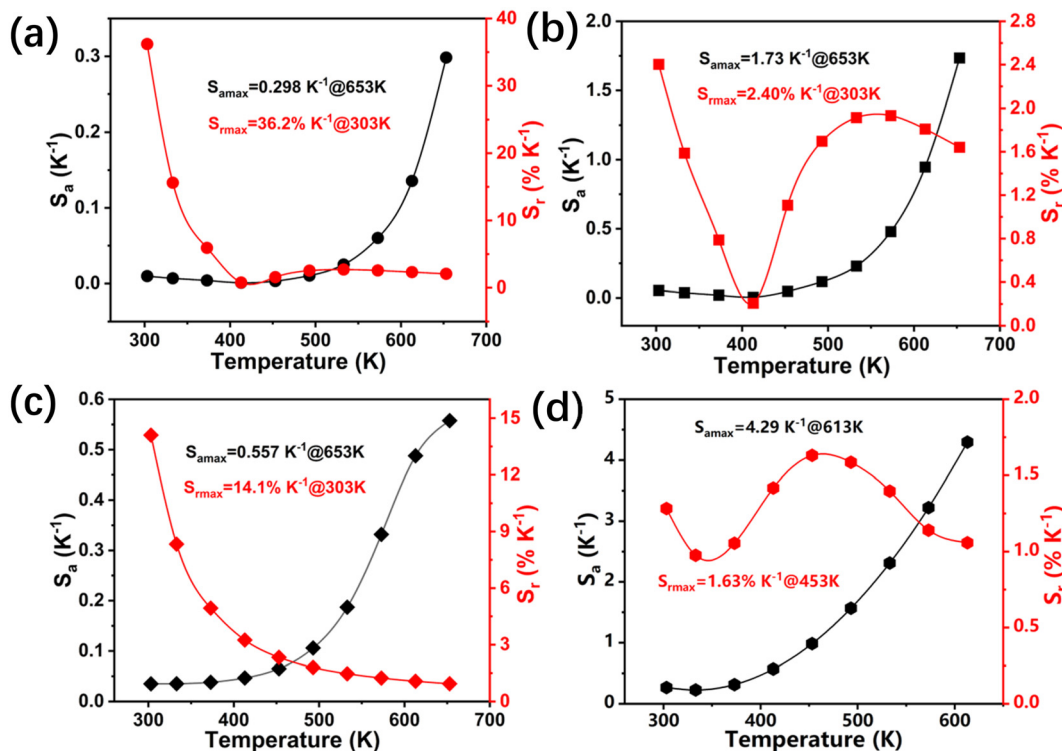 (a)
S_amax=0.298 K^-1@653K
S_rmax=36.2% K^-1@303K
S_a (K^-1)
0.3
0.2
0.1
0.0
S_r (% K^-1)
40
30
20
10
0
300 400 500 600 700
Temperature (K)
(b)
S_amax=1.73 K^-1@653K
S_rmax=2.40% K^-1@303K
S_a (K^-1)
2.0
1.5
1.0
0.5
0.0
S_r (% K^-1)
2.8
2.4
2.0
1.6
1.2
0.8
0.4
0.0
300 400 500 600 700
Temperature (K)
(c)
S_amax=0.557 K^-1@653K
S_rmax=14.1% K^-1@303K
S_a (K^-1)
0.6
0.5
0.4
0.3
0.2
0.1
0.0
S_r (% K^-1)
15
12
9
6
3
0
300 400 500 600 700
Temperature (K)
(d)
S_amax=4.29 K^-1@613K
S_rmax=1.63% K^-1@453K
S_a (K^-1)
5
4
3
2
1
0
S_r (% K^-1)
2.0
1.5
1.0
0.5
0.0
300 400 500 600
Temperature (K)